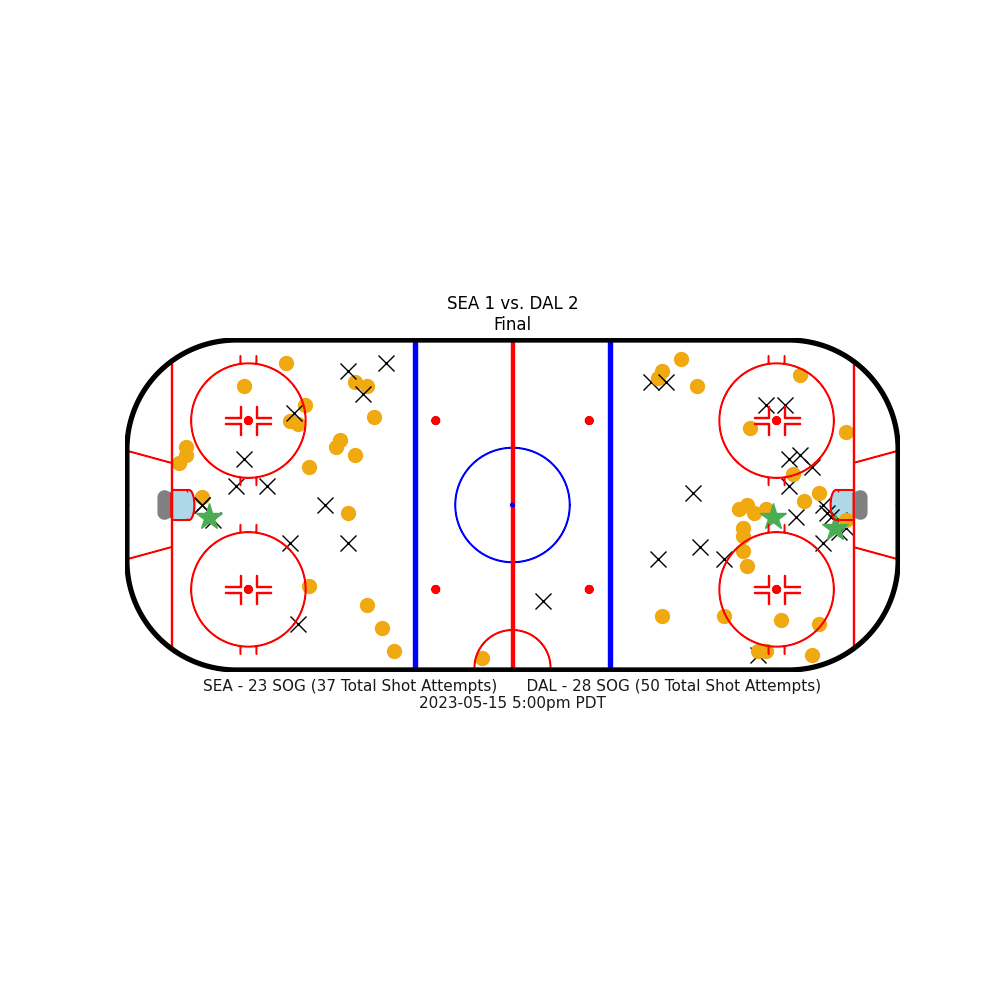 SEA 1 vs. DAL 2
Final
SEA - 23 SOG (37 Total Shot Attempts) DAL - 28 SOG (50 Total Shot Attempts)
2023-05-15 5:00pm PDT